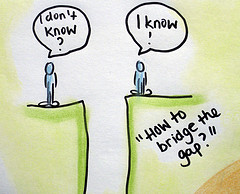 I don't
know
?
I know
!
"How to
bridge the
gap?"